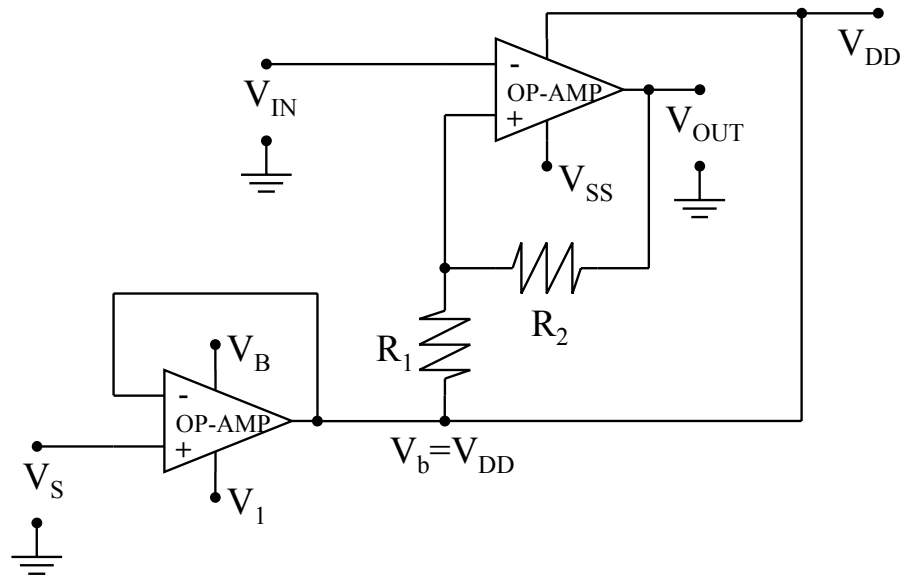 V_DD
-
OP-AMP
+
V_IN
V_OUT
V_SS
R_2
R_1
V_B
-
OP-AMP
+
V_b=V_DD
V_S
V_1